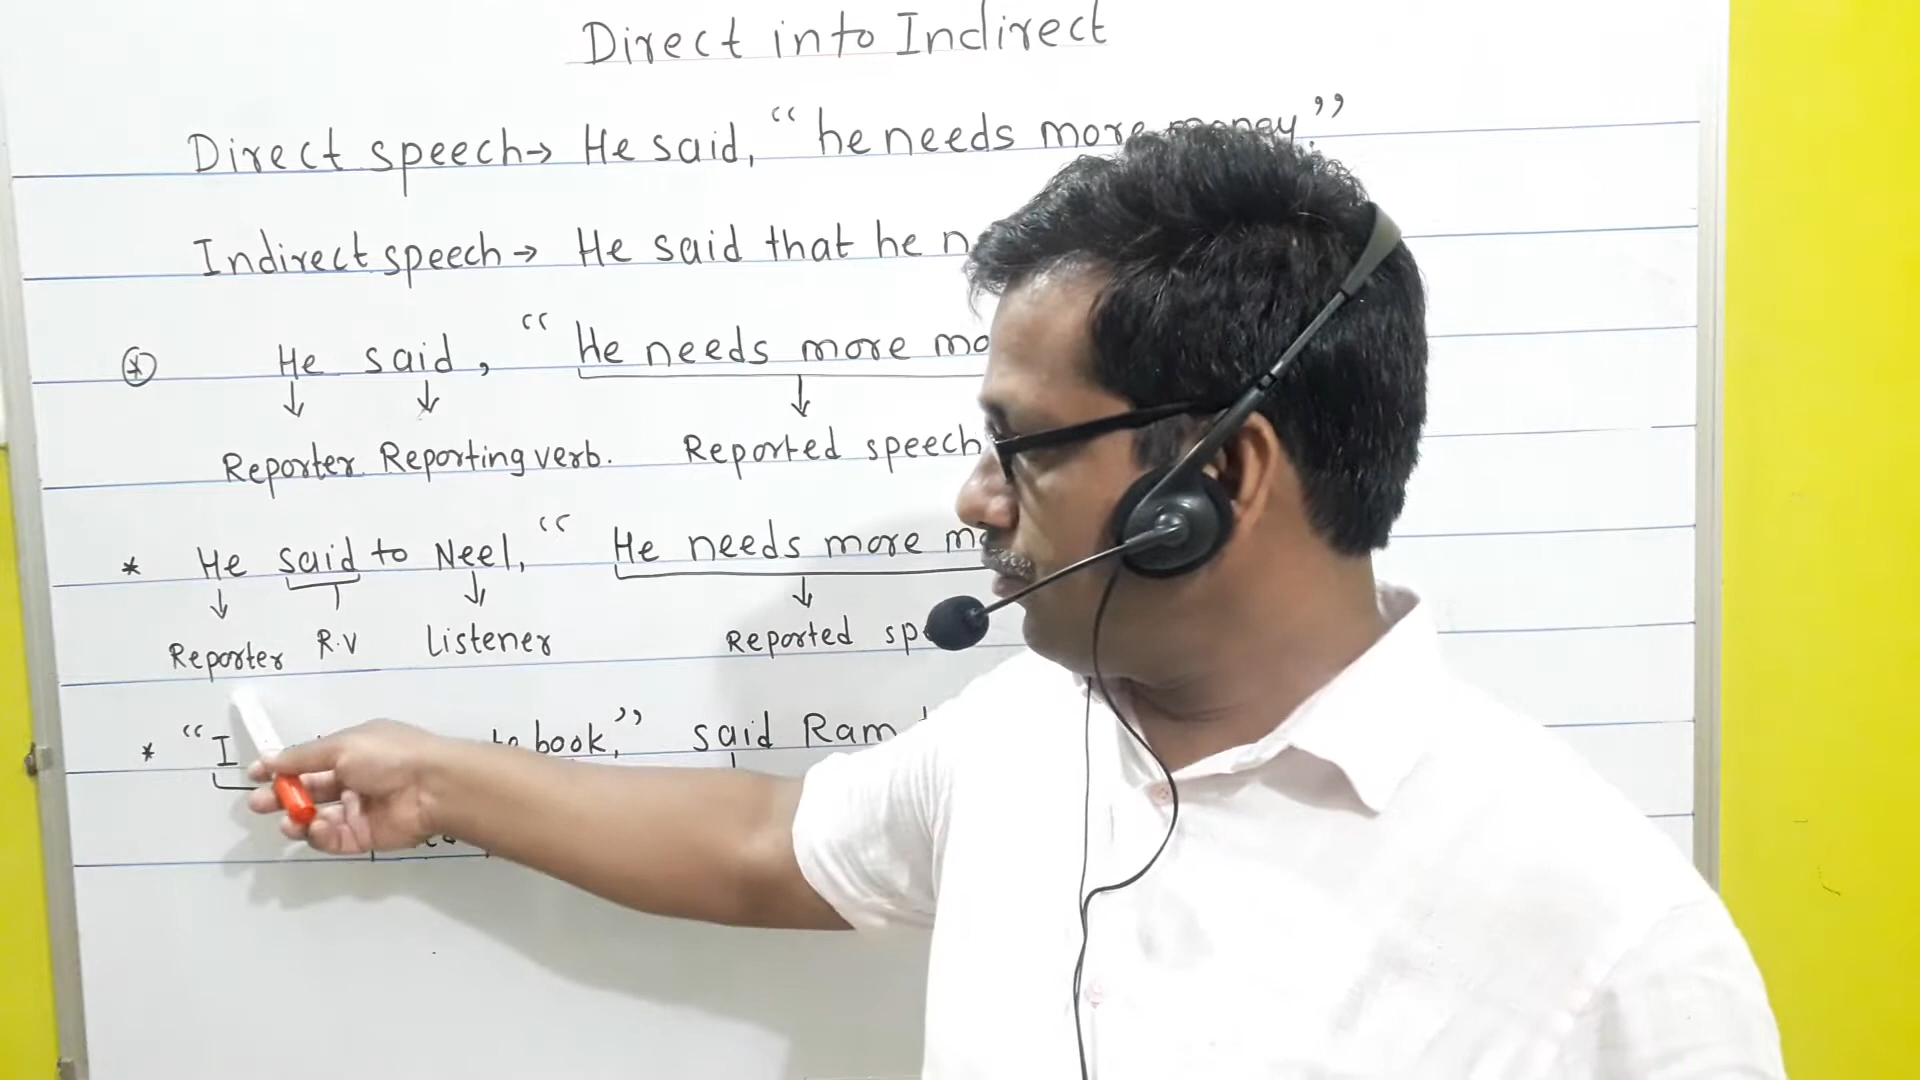 Direct into Indirect
Direct speech → He said, “he needs more money.”
Indirect speech → He said that he
⊛ He said, “He needs more
Reporter Reporting verb. Reported speech
* He said to Neel, “He needs more
Reporter R.V Listener Reported
* “I to book,” said Ram